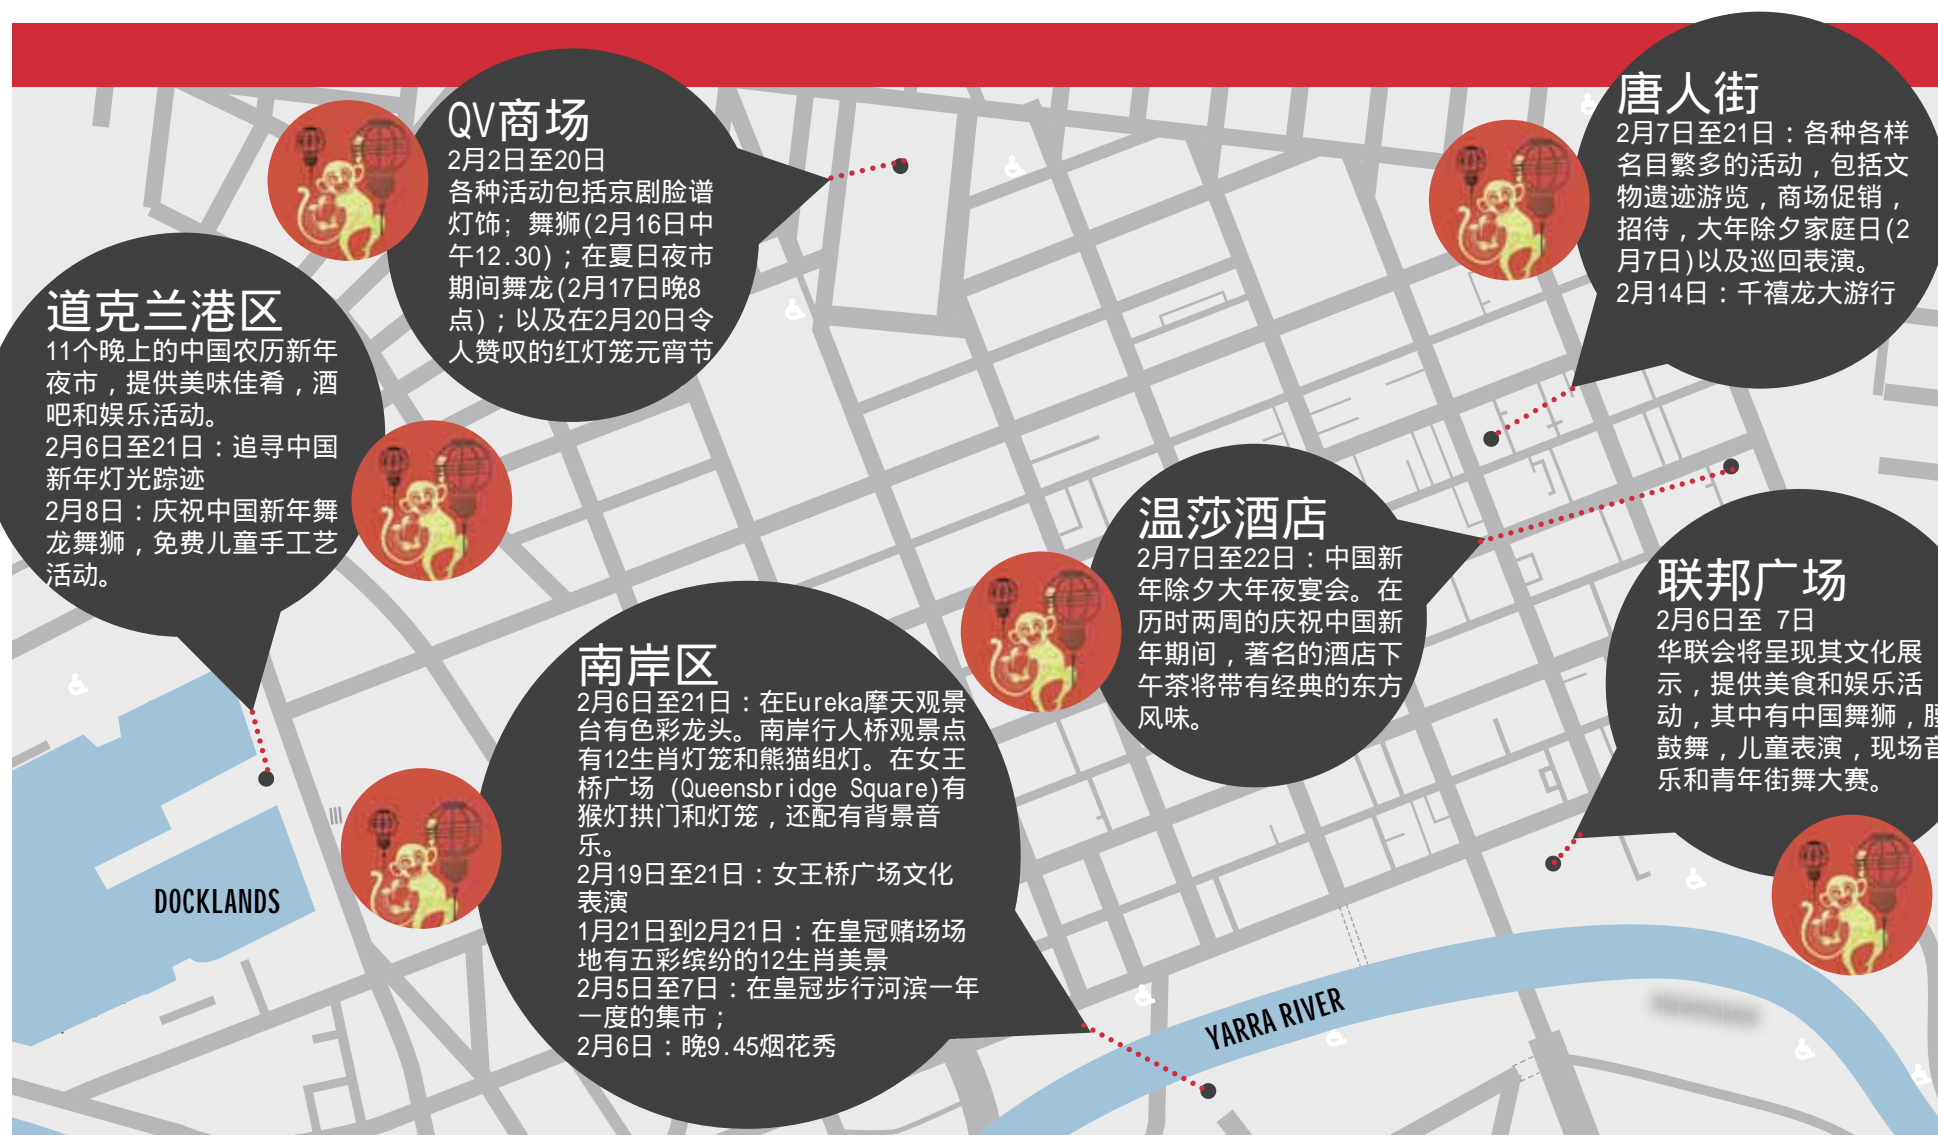 QV商场
2月2日至20日
各种活动包括京剧脸谱
灯饰；舞狮(2月16日中
午12.30)；在夏日夜市
期间舞龙(2月17日晚8
点)；以及在2月20日令
人赞叹的红灯笼元宵节
唐人街
2月7日至21日：各种各样
名目繁多的活动，包括文
物遗迹游览，商场促销，
招待，大年除夕家庭日(2
月7日)以及巡回表演。
2月14日：千禧龙大游行
道克兰港区
11个晚上的中国农历新年
夜市，提供美味佳肴，酒
吧和娱乐活动。
2月6日至21日：追寻中国
新年灯光踪迹
2月8日：庆祝中国新年舞
龙舞狮，免费儿童手工艺
活动。
温莎酒店
2月7日至22日：中国新
年除夕大年夜宴会。在
历时两周的庆祝中国新
年期间，著名的酒店下
午茶将带有经典的东方
风味。
联邦广场
2月6日至 7日
华联会将呈现其文化展
示，提供美食和娱乐活
动，其中有中国舞狮，腰
鼓舞，儿童表演，现场音
乐和青年街舞大赛。
南岸区
2月6日至21日：在Eureka摩天观景
台有色彩龙头。南岸行人桥观景点
有12生肖灯笼和熊猫组灯。在女王
桥广场 (Queensbridge Square)有
猴灯拱门和灯笼，还配有背景音
乐。
2月19日至21日：女王桥广场文化
表演
1月21日到2月21日：在皇冠赌场场
地有五彩缤纷的12生肖美景
2月5日至7日：在皇冠步行河滨一年
一度的集市；
2月6日：晚9.45烟花秀
DOCKLANDS
YARRA RIVER